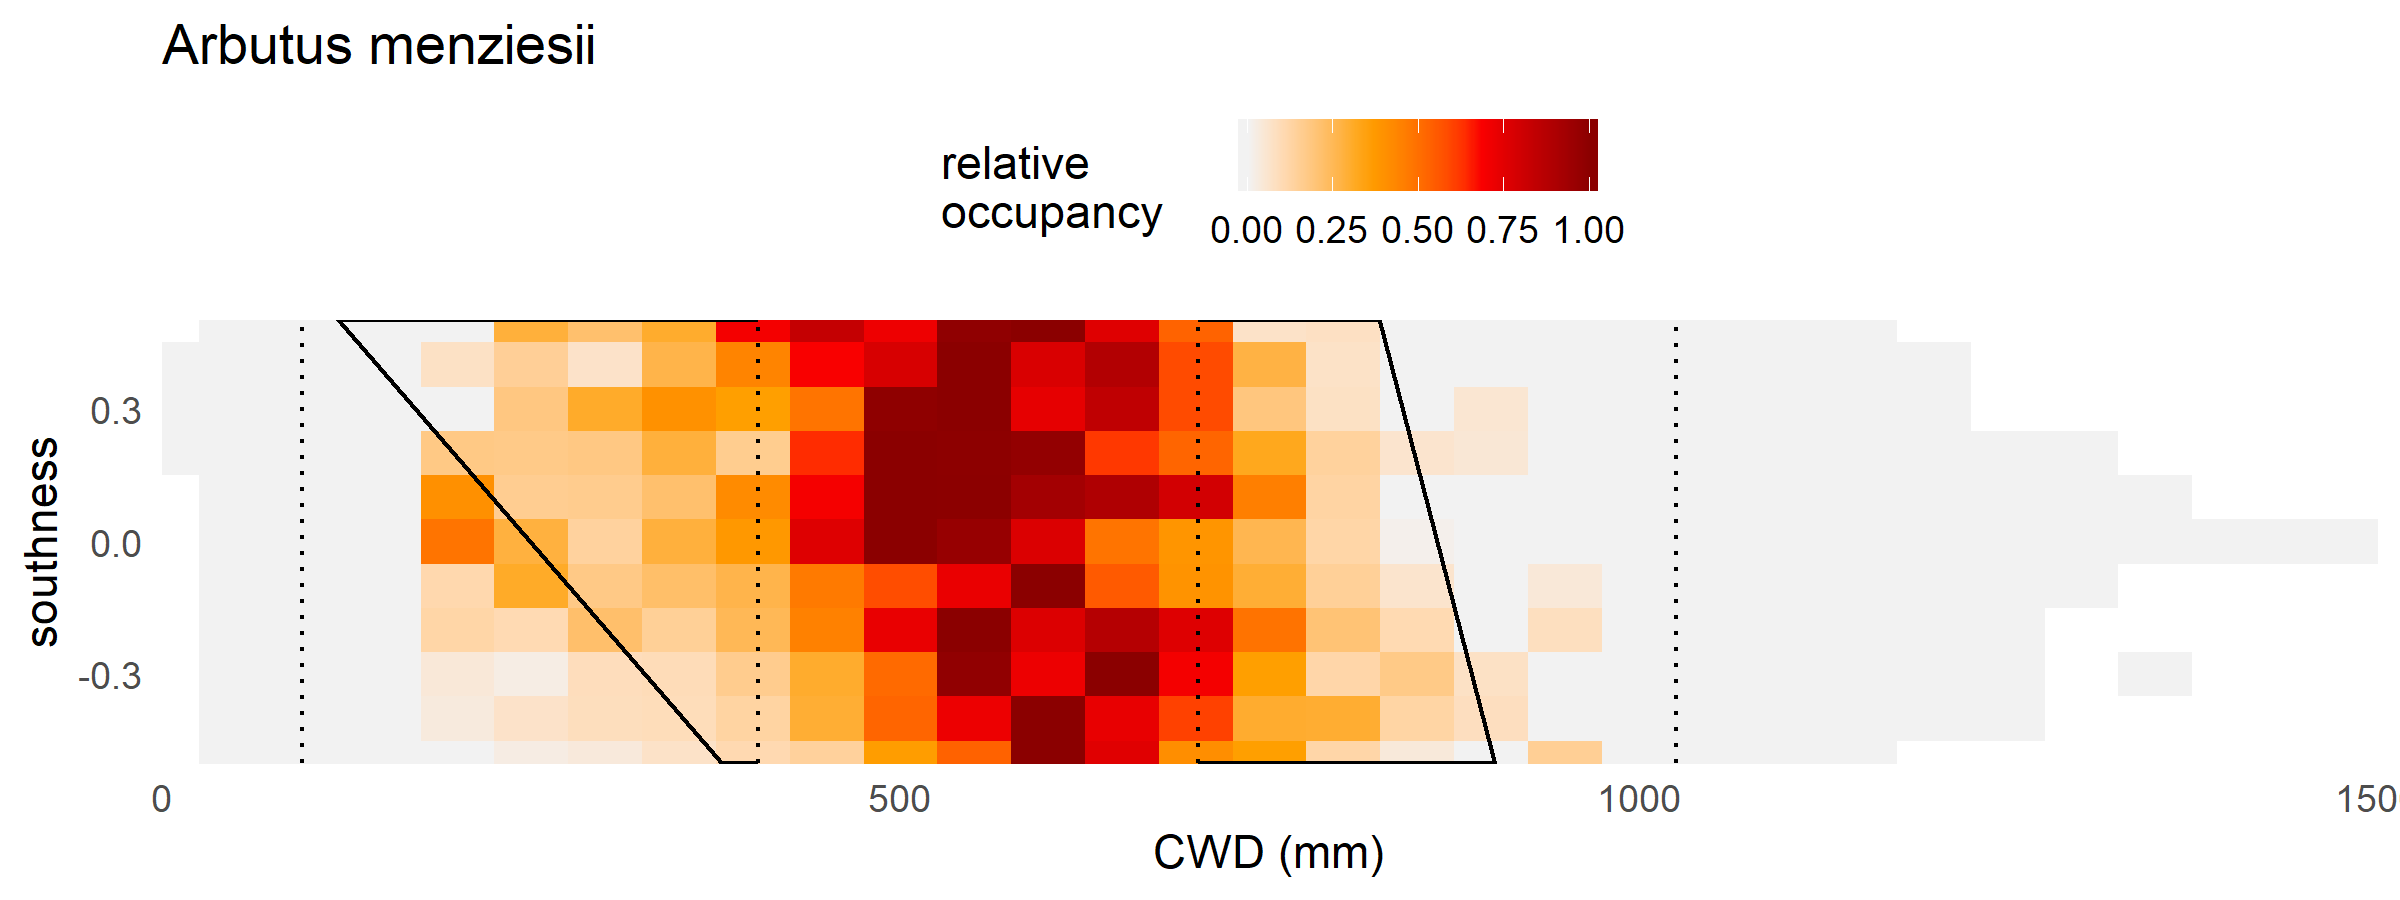 Arbutus menziesii
relative
occupancy
0.00 0.25 0.50 0.75 1.00
0.3
0.0
-0.3
southness
0 500 1000 150
CWD (mm)